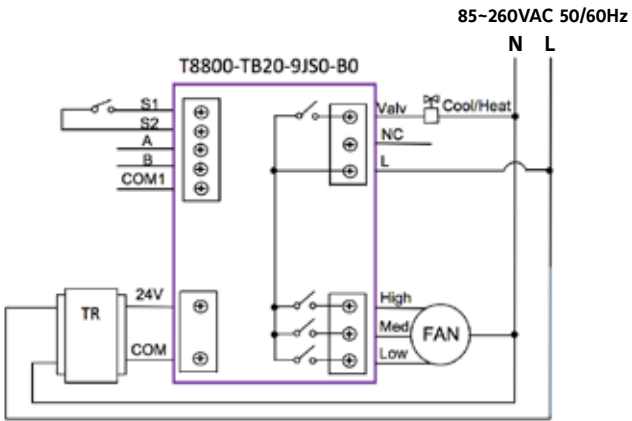 85~260VAC 50/60Hz
N L
T8800-TB20-9JS0-B0
S1
S2
A
B
COM1
Valv
Cool/Heat
NC
L
24V
COM
TR
High
Med
Low
FAN